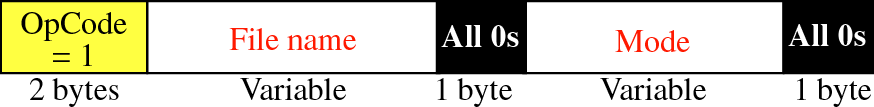 OpCode
= 1
File name
All 0s
Mode
All 0s
2 bytes
Variable
1 byte
Variable
1 byte